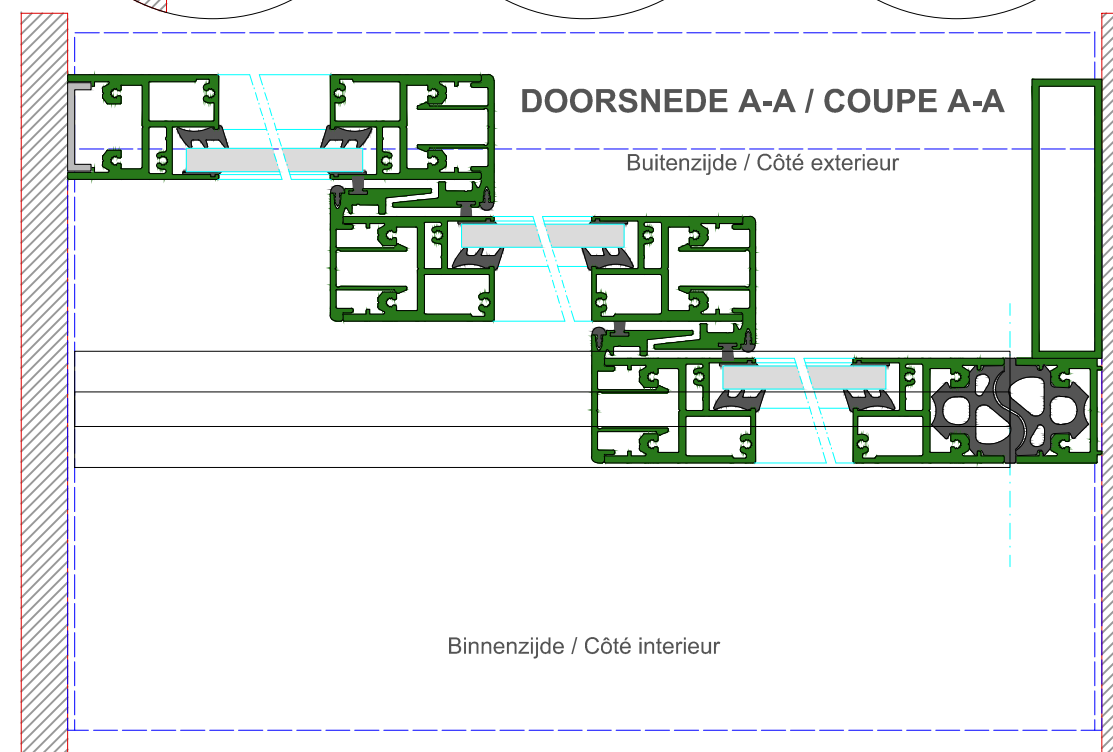 DOORSNEDE A-A / COUPE A-A
Buitenzijde / Côté exterieur
Binnenzijde / Côté interieur